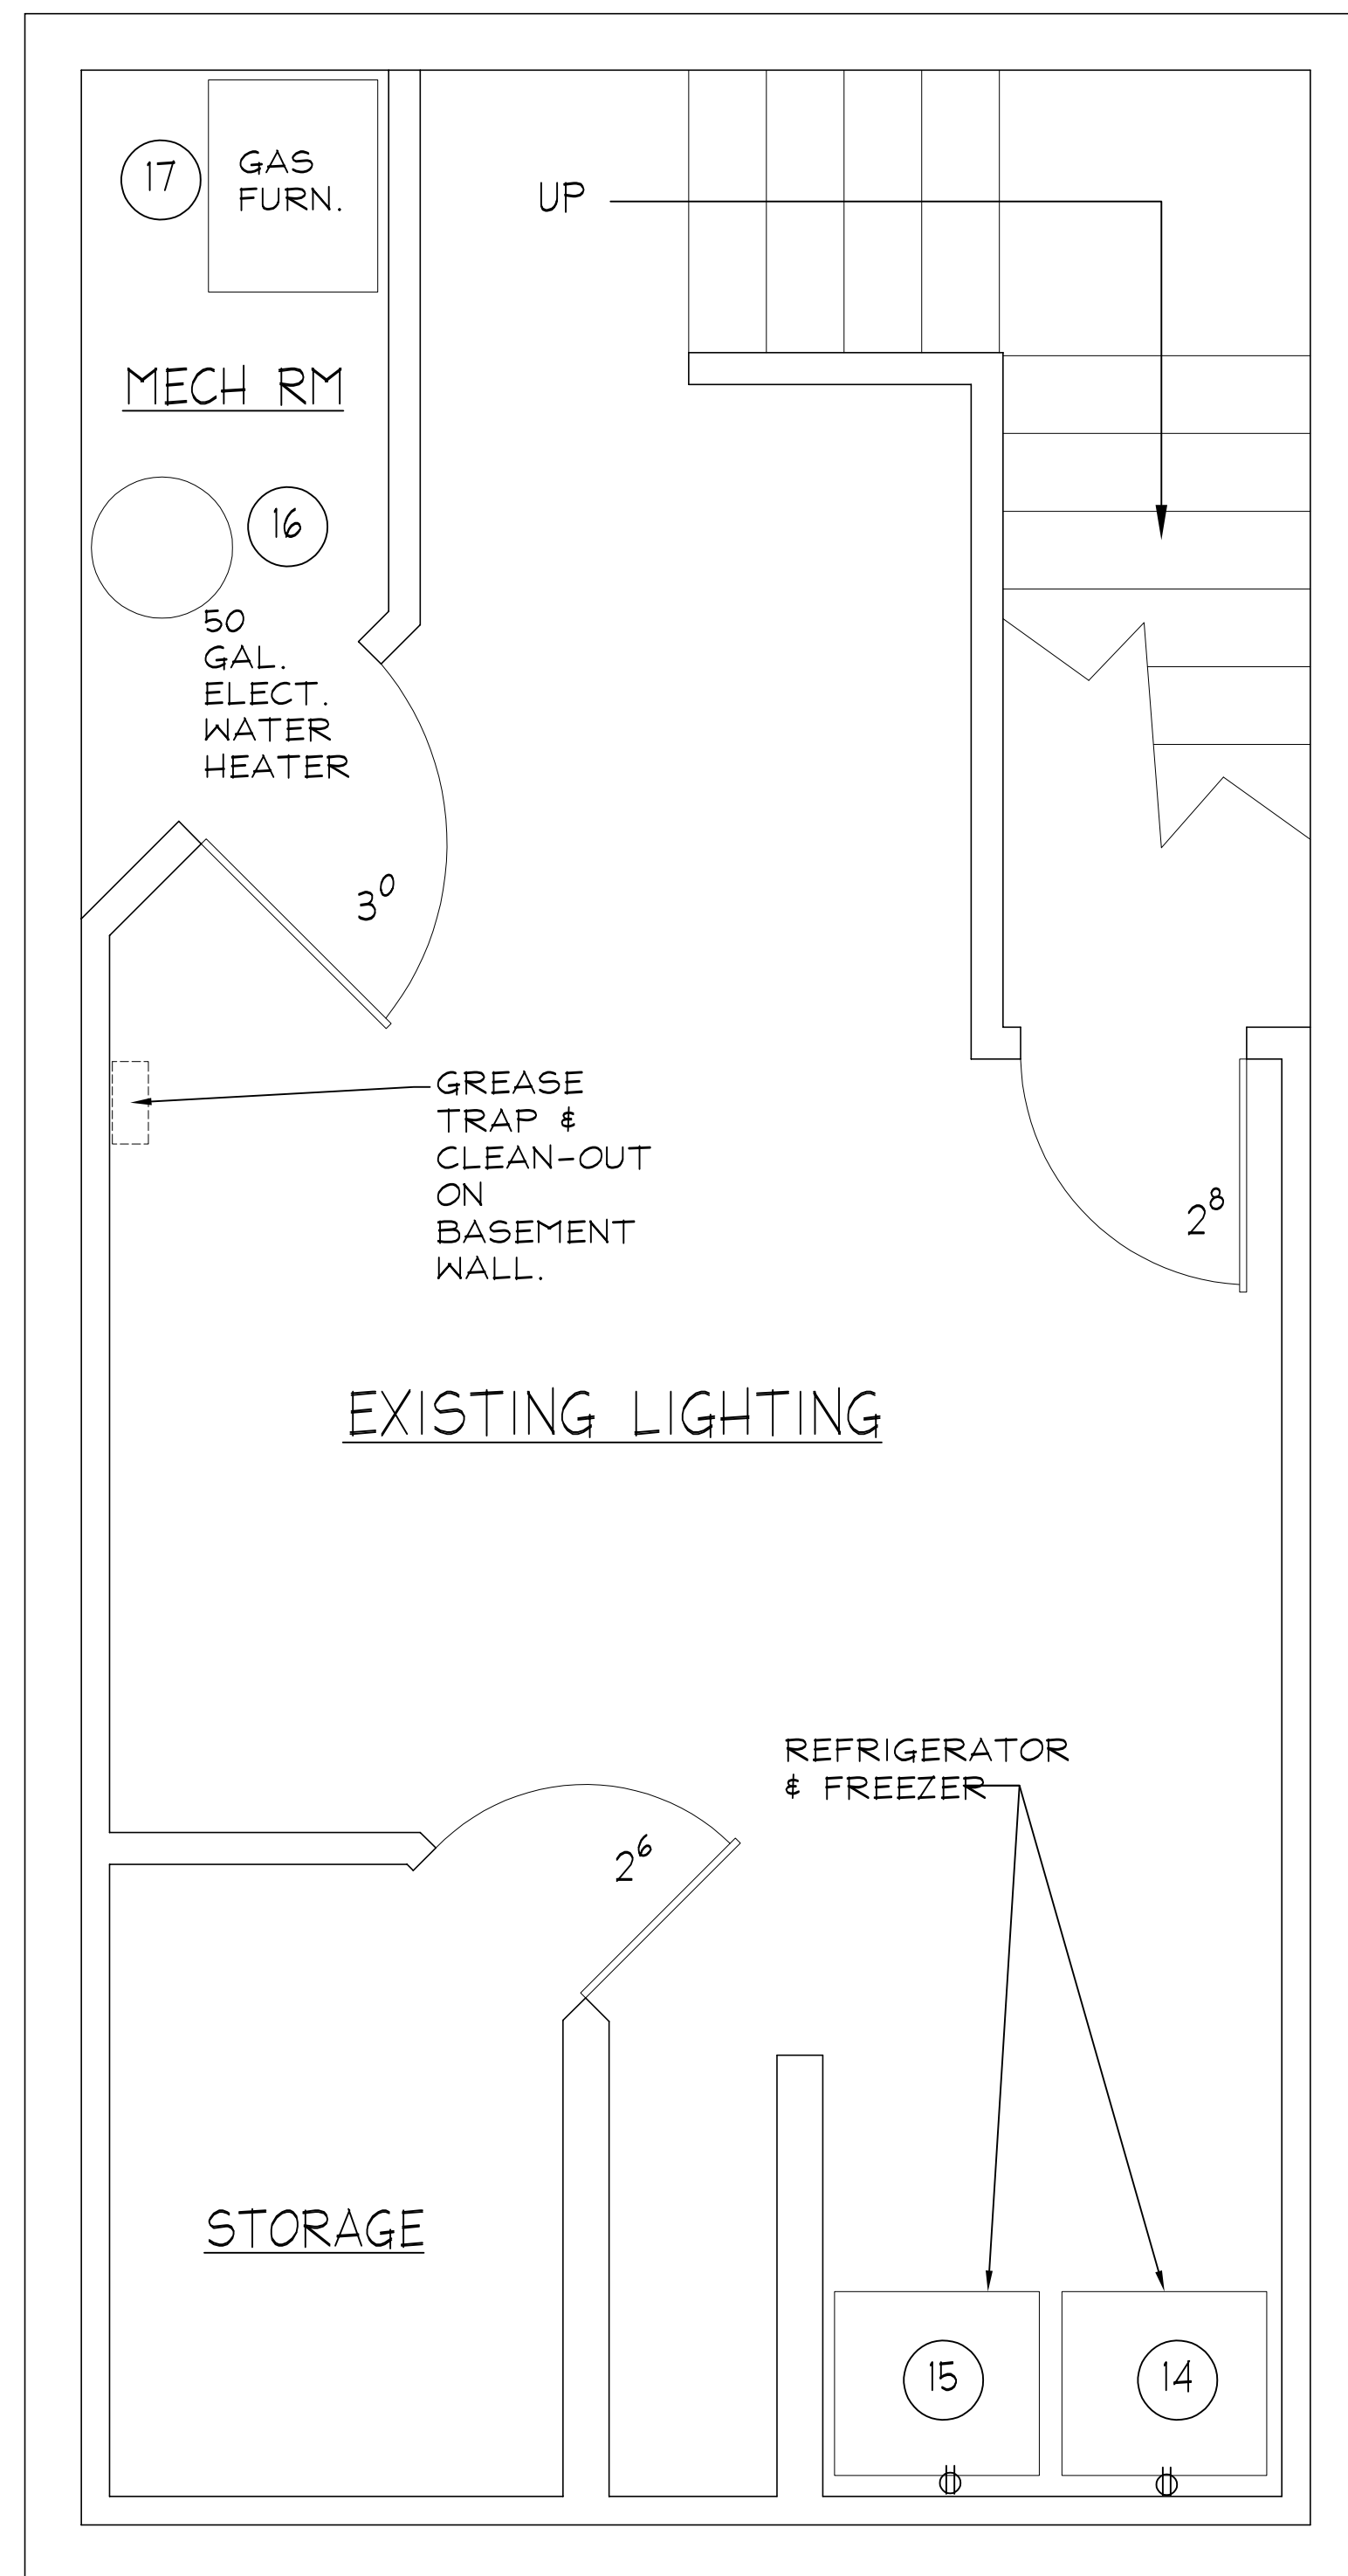 17
GAS
FURN.
UP
MECH RM
16
50
GAL.
ELECT.
WATER
HEATER
3⁰
GREASE
TRAP &
CLEAN-OUT
ON
BASEMENT
WALL.
2⁸
EXISTING LIGHTING
REFRIGERATOR
& FREEZER
2⁶
STORAGE
15
14